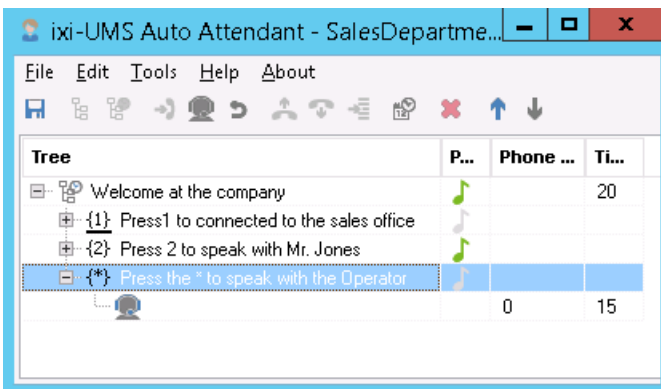 ixi-UMS Auto Attendant - SalesDepartme...
File Edit Tools Help About
12
Tree P... Phone ... Ti...
Welcome at the company 20
{1} Press1 to connected to the sales office
{2} Press 2 to speak with Mr. Jones
{*} Press the * to speak with the Operator
0 15